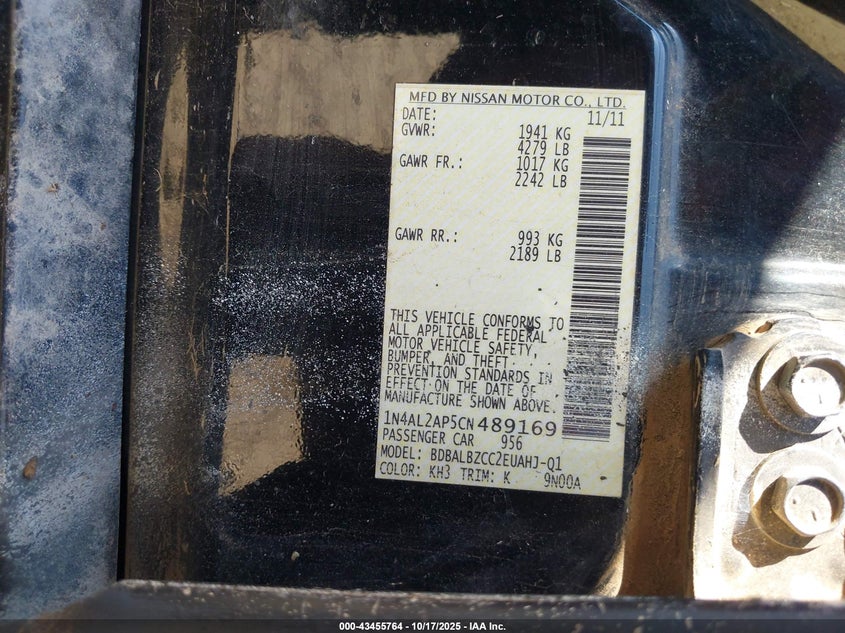 MFD BY NISSAN MOTOR CO., LTD.
DATE: 11/11
GVWR: 1941 KG
4279 LB
GAWR FR.: 1017 KG
2242 LB
GAWR RR.: 993 KG
2189 LB
THIS VEHICLE CONFORMS TO
ALL APPLICABLE FEDERAL
MOTOR VEHICLE SAFETY,
BUMPER, AND THEFT
PREVENTION STANDARDS IN
EFFECT ON THE DATE OF
MANUFACTURE SHOWN ABOVE.
1N4AL2AP5CN489169
PASSENGER CAR 956
MODEL: BDBALBZCC2EUAHJ-Q1
COLOR: KH3 TRIM: K 9N00A
000-43455764 - 10/17/2025 - IAA Inc.